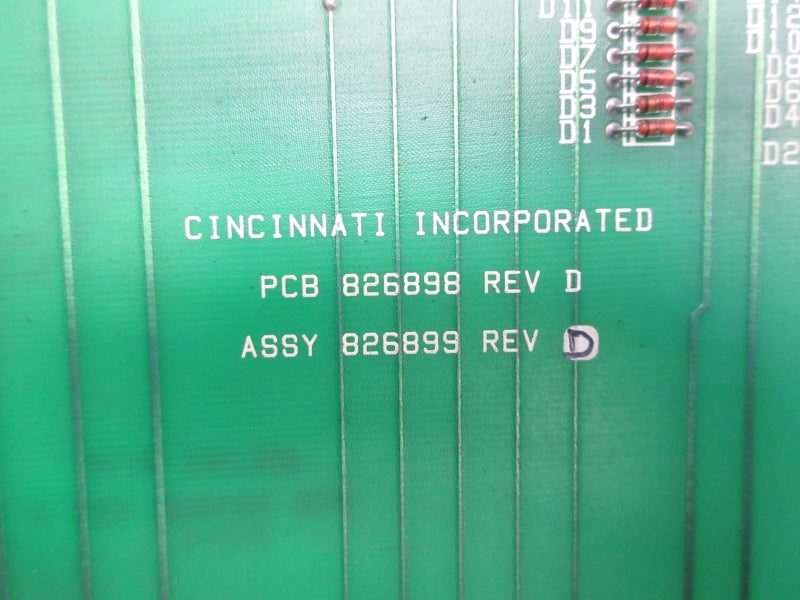 D11
D9
D7
D5
D3
D1
D12
D10
D8
D6
D4
D2
CINCINNATI INCORPORATED
PCB 826898 REV D
ASSY 826899 REV D